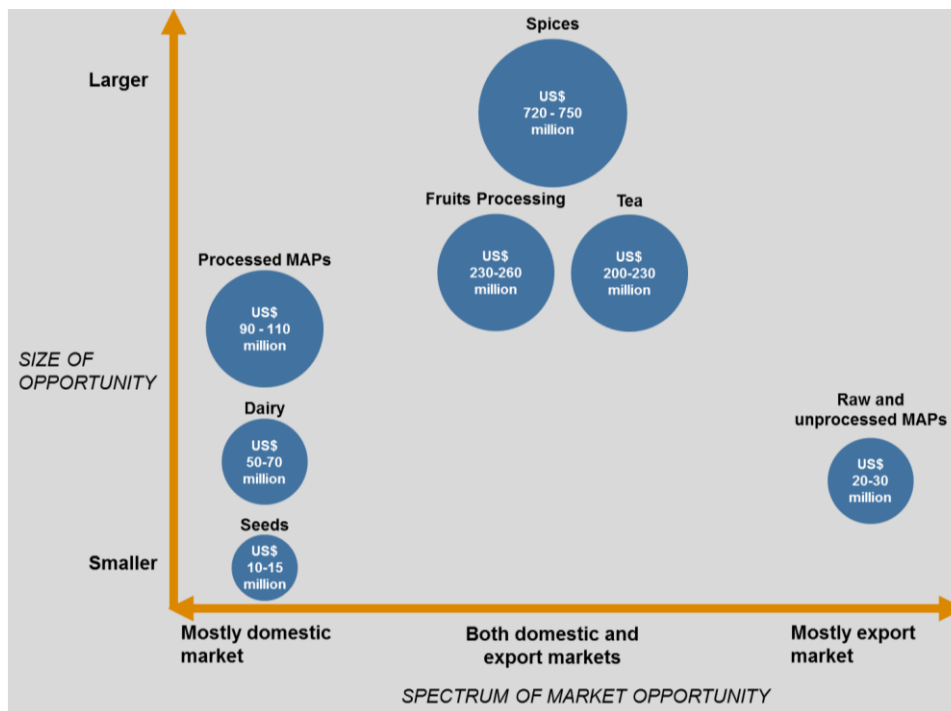 Spices
Larger
US$
720 - 750
million
Fruits Processing
Tea
US$
230-260
million
US$
200-230
million
Processed MAPs
US$
90 - 110
million
SIZE OF
OPPORTUNITY
Dairy
US$
50-70
million
Raw and
unprocessed MAPs
US$
20-30
million
Seeds
US$
10-15
million
Smaller
Mostly domestic
market
Both domestic and
export markets
Mostly export
market
SPECTRUM OF MARKET OPPORTUNITY